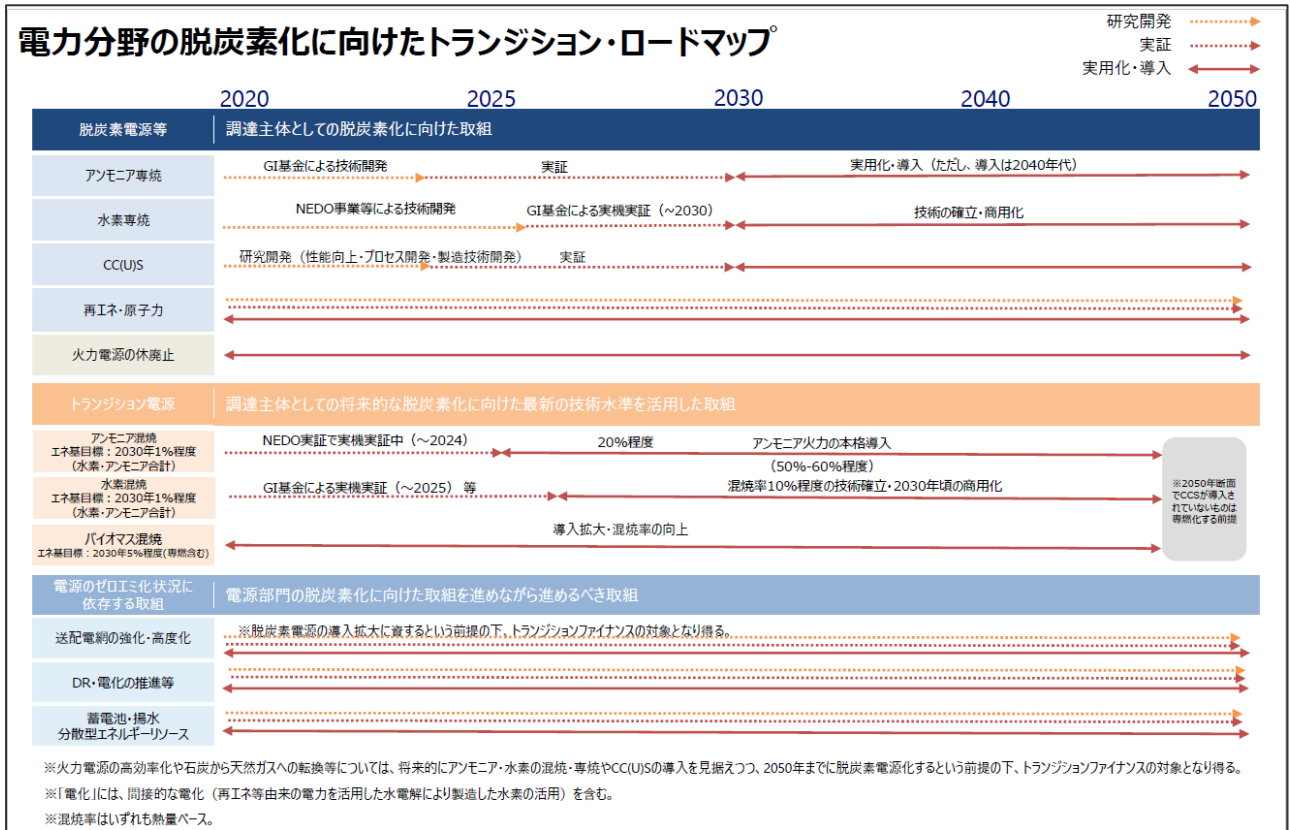 電力分野の脱炭素化に向けたトランジション・ロードマップ
研究開発
実証
実用化・導入
2020 2025 2030 2040 2050
脱炭素電源等 調達主体としての脱炭素化に向けた取組
アンモニア専焼 GI基金による技術開発 実証 実用化・導入（ただし、導入は2040年代）
水素専焼 NEDO事業等による技術開発 GI基金による実機実証（~2030） 技術の確立・商用化
CC(U)S 研究開発（性能向上・プロセス開発・製造技術開発） 実証
再エネ・原子力
火力電源の休廃止
トランジション電源 調達主体としての将来的な脱炭素化に向けた最新の技術水準を活用した取組
アンモニア混焼
エネ基目標：2030年1%程度
（水素・アンモニア合計）
NEDO実証で実機実証中（～2024） 20%程度 アンモニア火力の本格導入
（50%-60%程度）
水素混焼
エネ基目標：2030年1%程度
（水素・アンモニア合計）
GI基金による実機実証（～2025）等 混焼率10%程度の技術確立・2030年頃の商用化
バイオマス混焼
エネ基目標：2030年5%程度(専燃含む)
導入拡大・混焼率の向上
※2050年断面
でCCSが導入さ
れていないものは
専燃化する前提
電源のゼロエミ化状況に
依存する取組
電源部門の脱炭素化に向けた取組を進めながら進めるべき取組
送配電網の強化・高度化 ※脱炭素電源の導入拡大に資するという前提の下、トランジションファイナンスの対象となり得る。
DR・電化の推進等
蓄電池・揚水
分散型エネルギーリソース
※火力電源の高効率化や石炭から天然ガスへの転換等については、将来的にアンモニア・水素の混焼・専焼やCC(U)Sの導入を見据えつつ、2050年までに脱炭素電源化するという前提の下、トランジションファイナンスの対象となり得る。
※「電化」には、間接的な電化（再エネ等由来の電力を活用した水電解により製造した水素の活用）を含む。
※混焼率はいずれも熱量ベース。